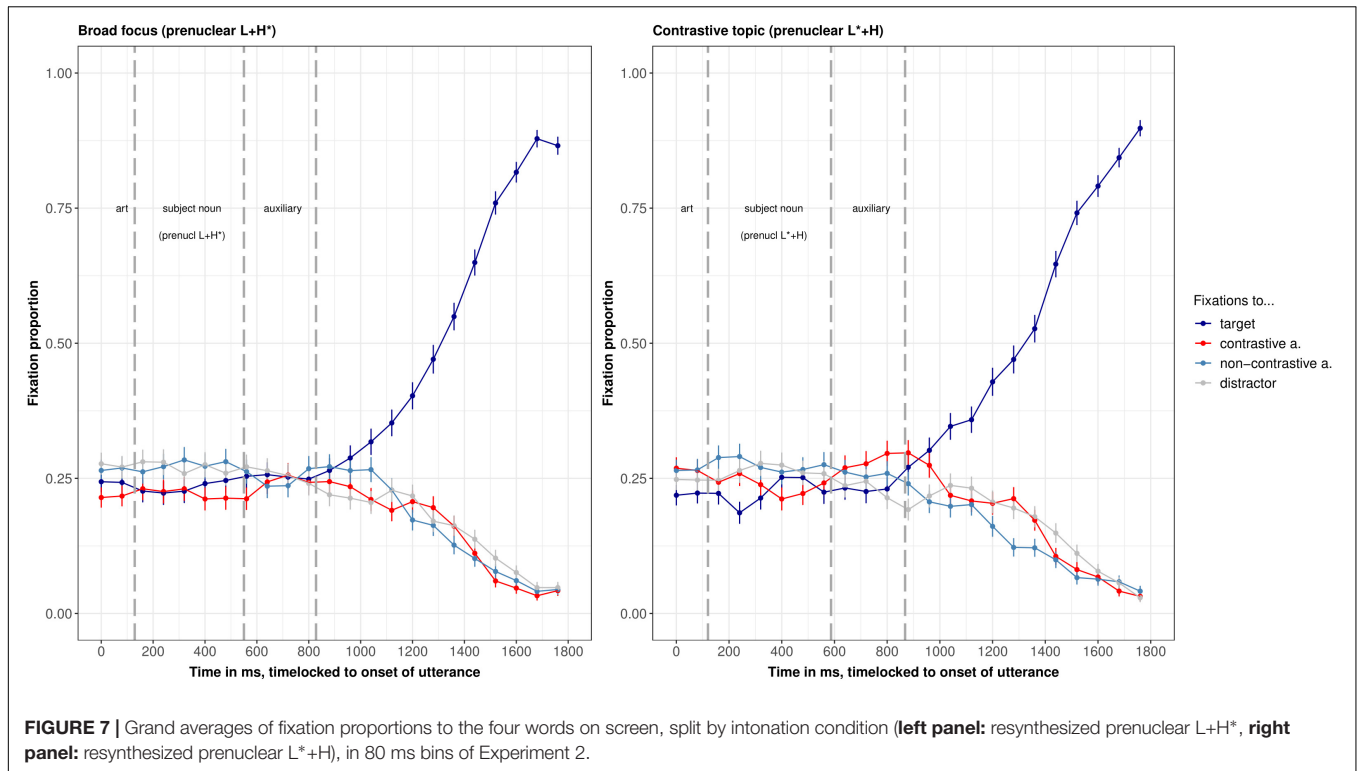 Broad focus (prenuclear L+H*)
1.00
0.75
0.50
0.25
0.00
Fixation proportion
art
subject noun
(prenucl L+H*)
auxiliary
0 200 400 600 800 1000 1200 1400 1600 1800
Time in ms, timelocked to onset of utterance
Contrastive topic (prenuclear L*+H)
1.00
0.75
0.50
0.25
0.00
Fixation proportion
art
subject noun
(prenucl L*+H)
auxiliary
0 200 400 600 800 1000 1200 1400 1600 1800
Time in ms, timelocked to onset of utterance
Fixations to...
target
contrastive a.
non−contrastive a.
distractor
FIGURE 7 | Grand averages of fixation proportions to the four words on screen, split by intonation condition (left panel: resynthesized prenuclear L+H*, right
panel: resynthesized prenuclear L*+H), in 80 ms bins of Experiment 2.